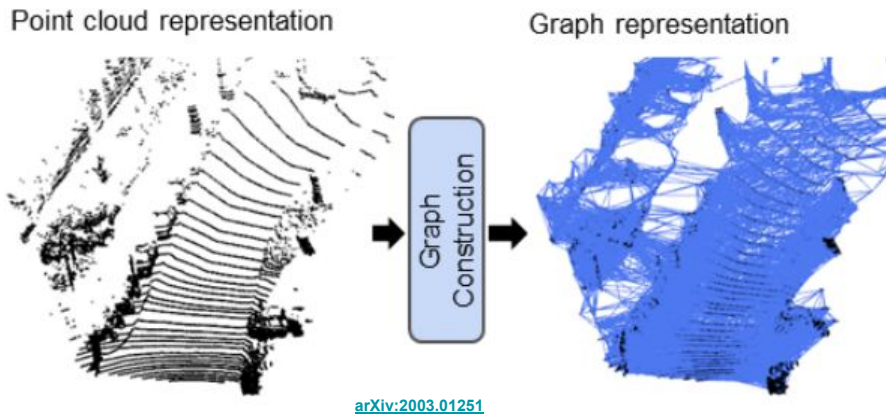 Point cloud representation
Graph representation
Graph
Construction
arXiv:2003.01251